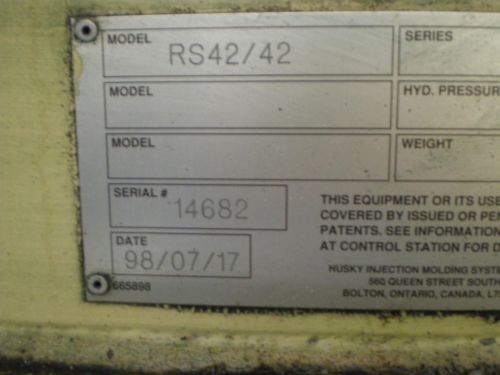 MODEL
RS42/42
SERIES
MODEL
HYD. PRESSUR
MODEL
WEIGHT
SERIAL #
14682
DATE
98/07/17
665898
THIS EQUIPMENT OR ITS USE
COVERED BY ISSUED OR PEN
PATENTS. SEE INFORMATION
AT CONTROL STATION FOR D
HUSKY INJECTION MOLDING SYSTE
560 QUEEN STREET SOUTH
BOLTON, ONTARIO, CANADA, L7